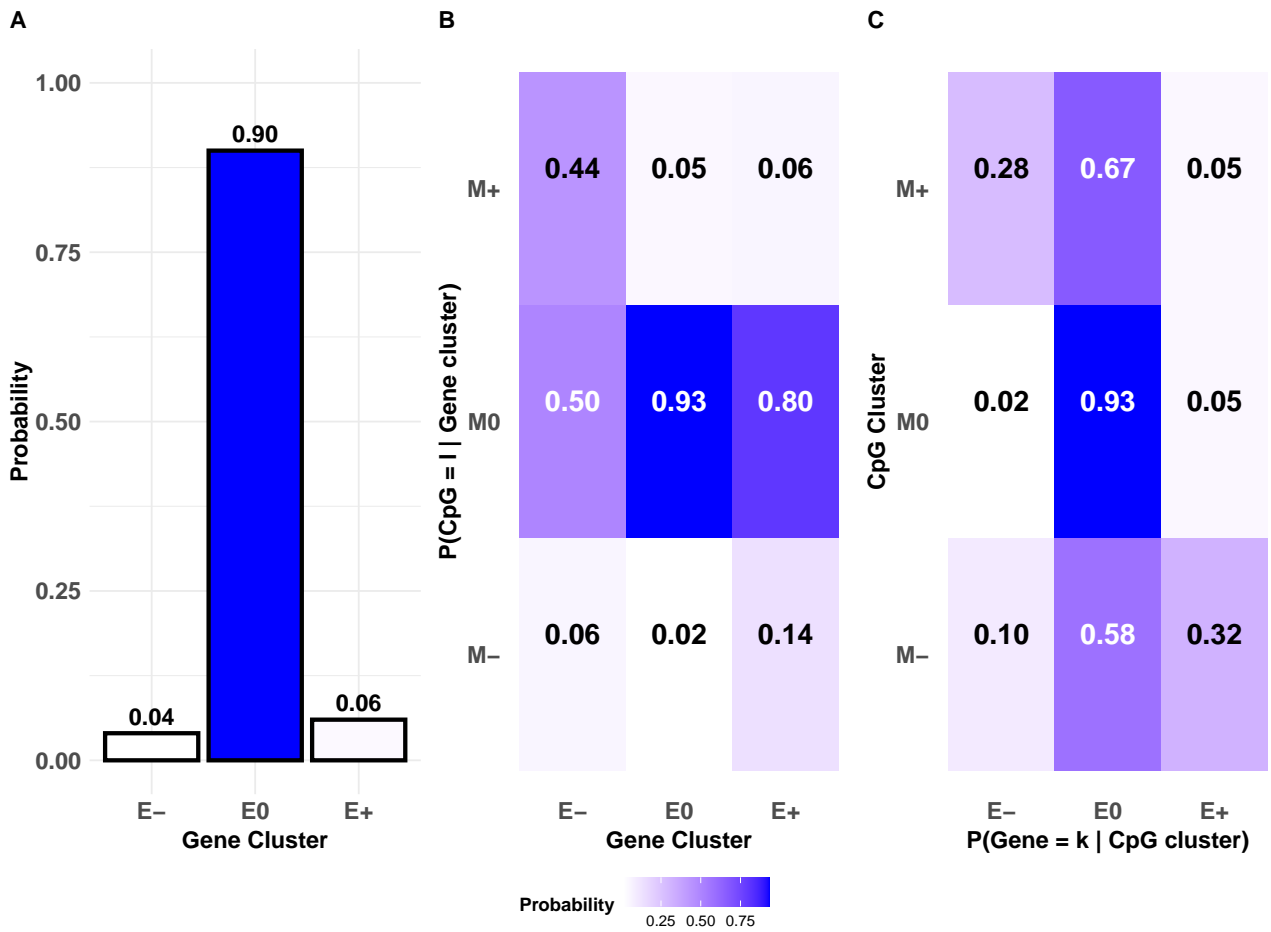 A
B
C
Probability
1.00
0.75
0.50
0.25
0.00
0.04
0.90
0.06
E− E0 E+
Gene Cluster
P(CpG = l | Gene cluster)
M+ 0.44 0.05 0.06
M0 0.50 0.93 0.80
M− 0.06 0.02 0.14
E− E0 E+
Gene Cluster
CpG Cluster
M+ 0.28 0.67 0.05
M0 0.02 0.93 0.05
M− 0.10 0.58 0.32
E− E0 E+
P(Gene = k | CpG cluster)
Probability
0.25 0.50 0.75